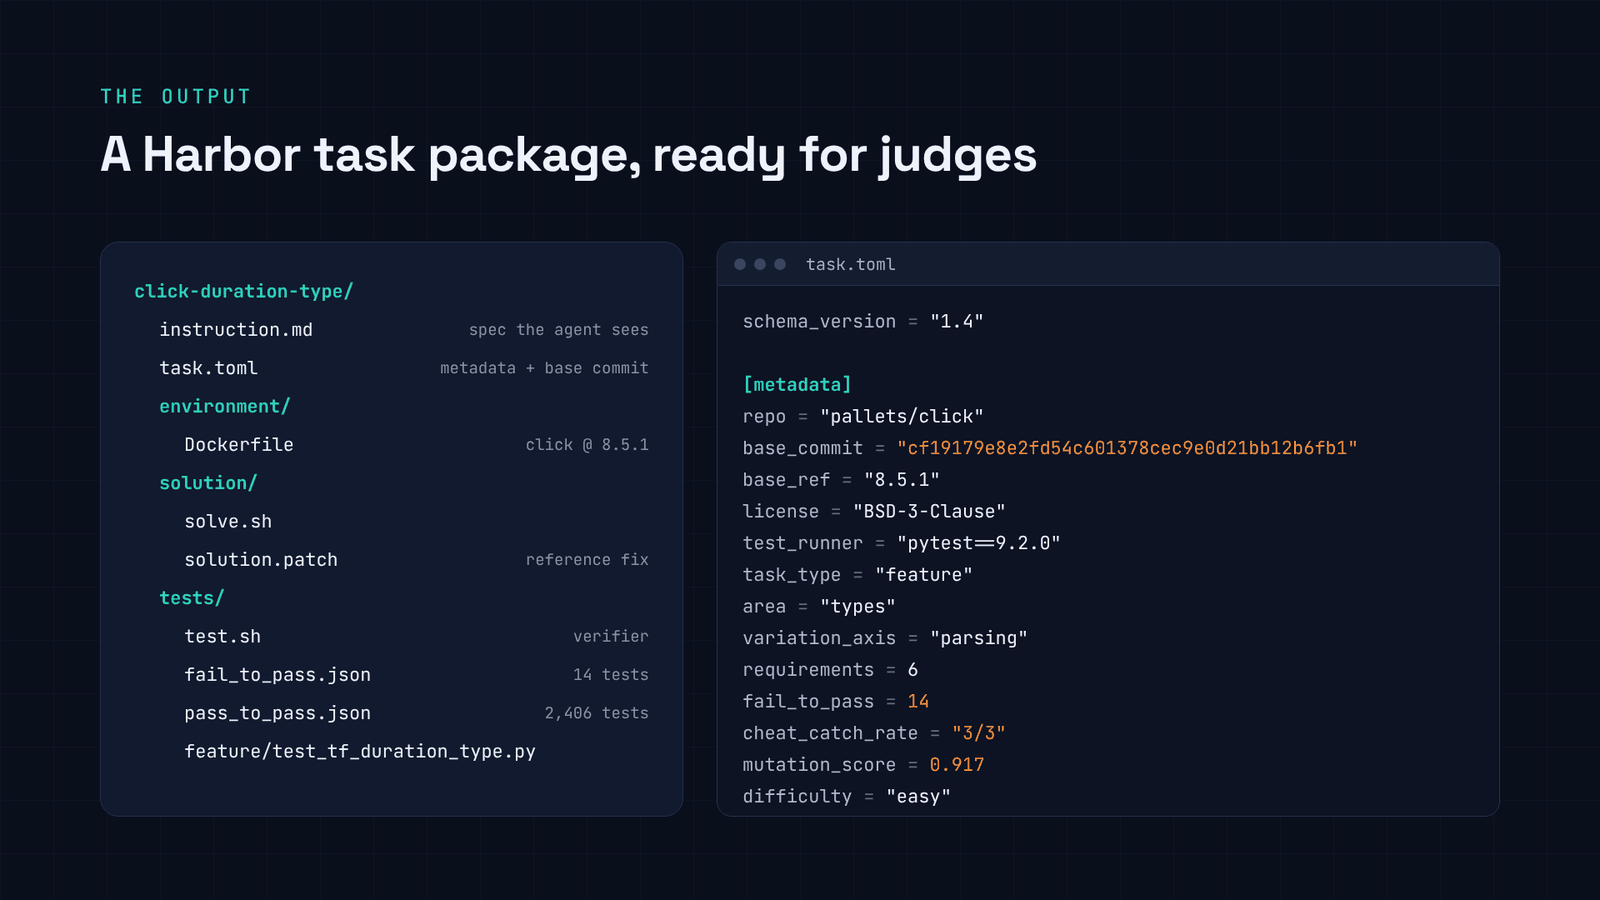 THE OUTPUT
A Harbor task package, ready for judges
click-duration-type/
instruction.md spec the agent sees
task.toml metadata + base commit
environment/
Dockerfile click @ 8.5.1
solution/
solve.sh
solution.patch reference fix
tests/
test.sh verifier
fail_to_pass.json 14 tests
pass_to_pass.json 2,406 tests
feature/test_tf_duration_type.py
task.toml
schema_version = "1.4"
[metadata]
repo = "pallets/click"
base_commit = "cf19179e8e2fd54c601378cec9e0d21bb12b6fb1"
base_ref = "8.5.1"
license = "BSD-3-Clause"
test_runner = "pytest==9.2.0"
task_type = "feature"
area = "types"
variation_axis = "parsing"
requirements = 6
fail_to_pass = 14
cheat_catch_rate = "3/3"
mutation_score = 0.917
difficulty = "easy"